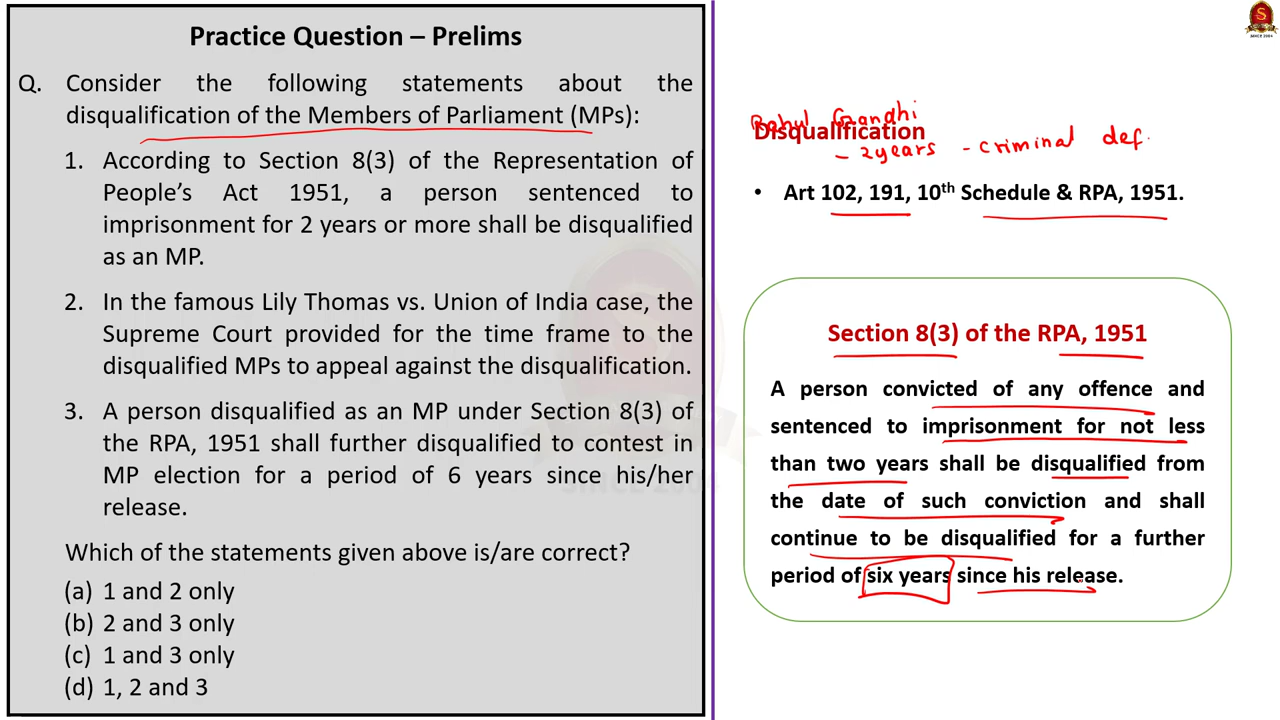 Practice Question – Prelims
Q. Consider the following statements about the
disqualification of the Members of Parliament (MPs):
1. According to Section 8(3) of the Representation of
People’s Act 1951, a person sentenced to
imprisonment for 2 years or more shall be disqualified
as an MP.
2. In the famous Lily Thomas vs. Union of India case, the
Supreme Court provided for the time frame to the
disqualified MPs to appeal against the disqualification.
3. A person disqualified as an MP under Section 8(3) of
the RPA, 1951 shall further disqualified to contest in
MP election for a period of 6 years since his/her
release.
Which of the statements given above is/are correct?
(a) 1 and 2 only
(b) 2 and 3 only
(c) 1 and 3 only
(d) 1, 2 and 3
S
SINCE 2004
Rahul Gandhi
Disqualification
- 2years - criminal def.
• Art 102, 191, 10th Schedule & RPA, 1951.
Section 8(3) of the RPA, 1951
A person convicted of any offence and
sentenced to imprisonment for not less
than two years shall be disqualified from
the date of such conviction and shall
continue to be disqualified for a further
period of six years since his release.